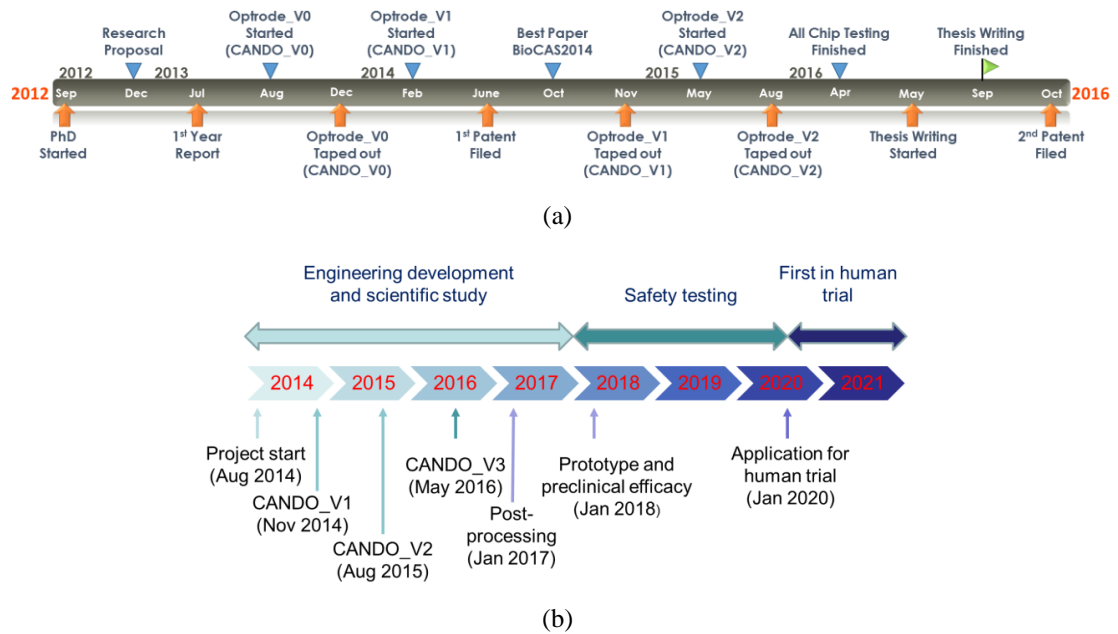 Optrode_V0
Started
(CANDO_V0)
Optrode_V1
Started
(CANDO_V1)
Optrode_V2
Started
(CANDO_V2)
Research
Proposal
Best Paper
BioCAS2014
All Chip Testing
Finished
Thesis Writing
Finished
2012 2013 2014 2015 2016
2012 Sep Dec Jul Aug Dec Feb June Oct Nov May Aug Apr May Sep Oct 2016
PhD
Started
1st Year
Report
Optrode_V0
Taped out
(CANDO_V0)
1st Patent
Filed
Optrode_V1
Taped out
(CANDO_V1)
Optrode_V2
Taped out
(CANDO_V2)
Thesis Writing
Started
2nd Patent
Filed
(a)
Engineering development
and scientific study
Safety testing
First in human
trial
2014 2015 2016 2017 2018 2019 2020 2021
Project start
(Aug 2014)
CANDO_V1
(Nov 2014)
CANDO_V2
(Aug 2015)
CANDO_V3
(May 2016)
Post-
processing
(Jan 2017)
Prototype and
preclinical efficacy
(Jan 2018)
Application for
human trial
(Jan 2020)
(b)